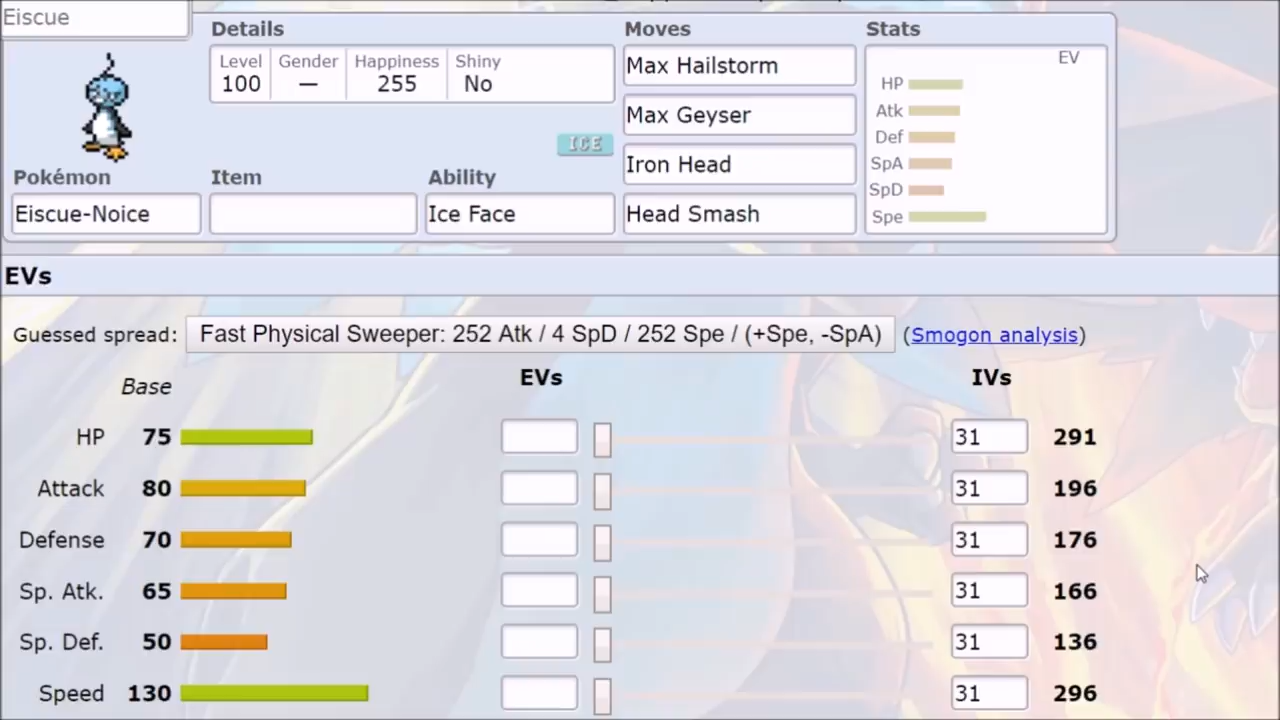 Eiscue
Details
Moves
Stats
Level
Gender
Happiness
Shiny
100
—
255
No
Max Hailstorm
Max Geyser
Iron Head
Head Smash
ICE
EV
HP
Atk
Def
SpA
SpD
Spe
Pokémon
Item
Ability
Eiscue-Noice
Ice Face
EVs
Guessed spread: Fast Physical Sweeper: 252 Atk / 4 SpD / 252 Spe / (+Spe, -SpA) (Smogon analysis)
Base EVs IVs
HP 75 31 291
Attack 80 31 196
Defense 70 31 176
Sp. Atk. 65 31 166
Sp. Def. 50 31 136
Speed 130 31 296